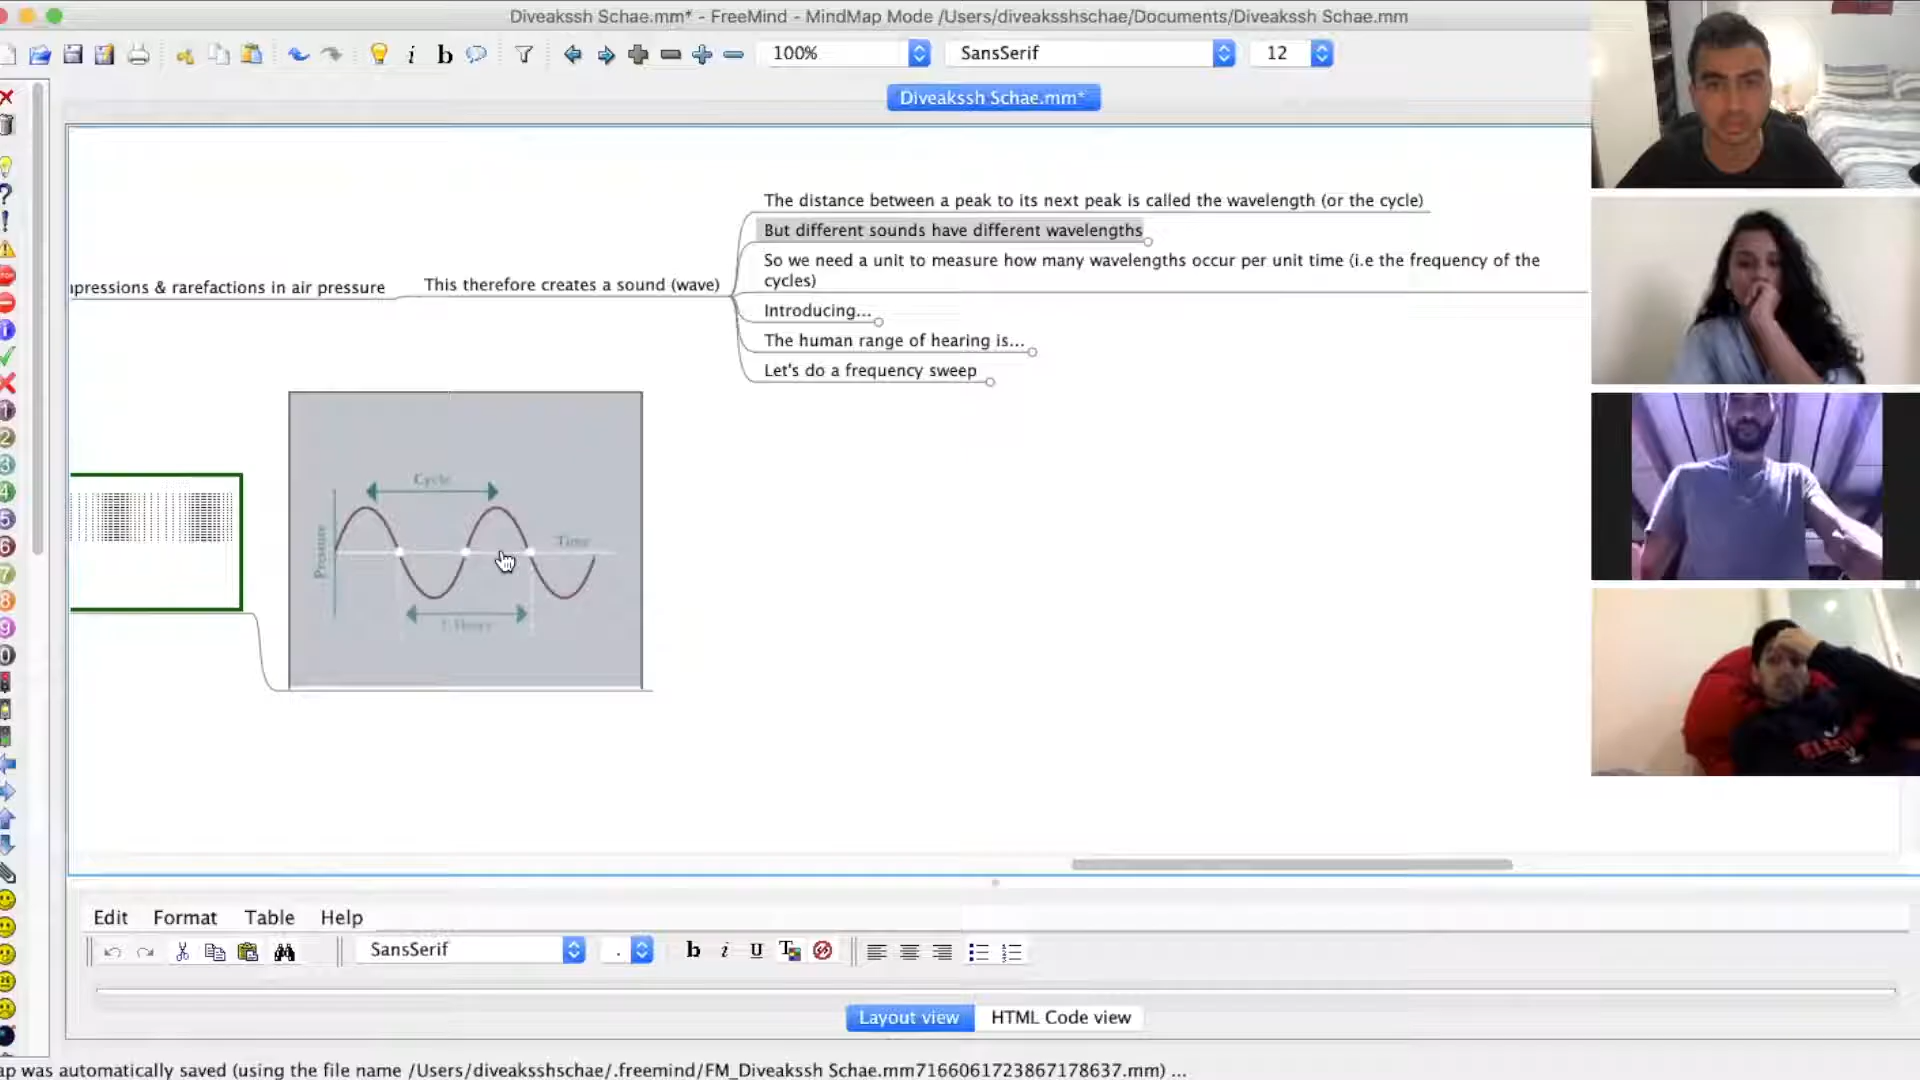 Diveakssh Schae.mm* - FreeMind - MindMap Mode /Users/diveaksshschae/Documents/Diveakssh Schae.mm
i b 100% SansSerif 12
Diveakssh Schae.mm*
The distance between a peak to its next peak is called the wavelength (or the cycle)
But different sounds have different wavelengths
So we need a unit to measure how many wavelengths occur per unit time (i.e the frequency of the
cycles)
pressions & rarefactions in air pressure
This therefore creates a sound (wave)
Introducing...
The human range of hearing is...
Let's do a frequency sweep
Cycle
Pressure
Time
Edit Format Table Help
SansSerif . b i U T
Layout view HTML Code view
ap was automatically saved (using the file name /Users/diveaksshschae/.freemind/FM_Diveakssh Schae.mm7166061723867178637.mm) ...